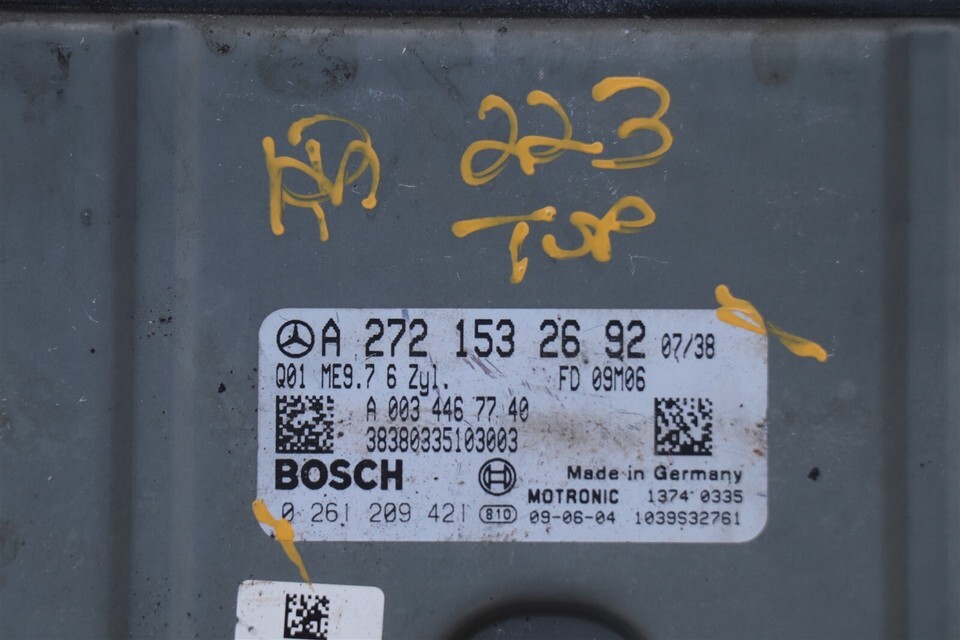 223
TOP
A 272 153 26 92 07/38
Q01 ME9.7 6 Zyl. FD 09M06
A 003 446 77 40
38380335103003
BOSCH
Made in Germany
MOTRONIC 1374 0335
0 261 209 421 810 09-06-04 1039S32761